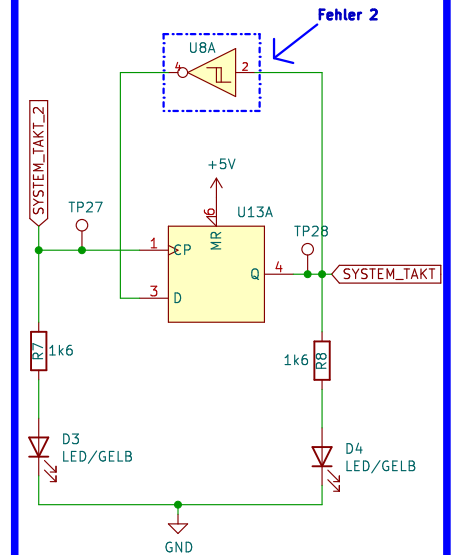 Fehler 2
U8A
4
2
SYSTEM_TAKT_2
+5V
TP27
16
U13A
MR
TP28
1
CP
Q
4
SYSTEM_TAKT
3
D
R7
1k6
1k6
R8
D3
LED/GELB
D4
LED/GELB
GND